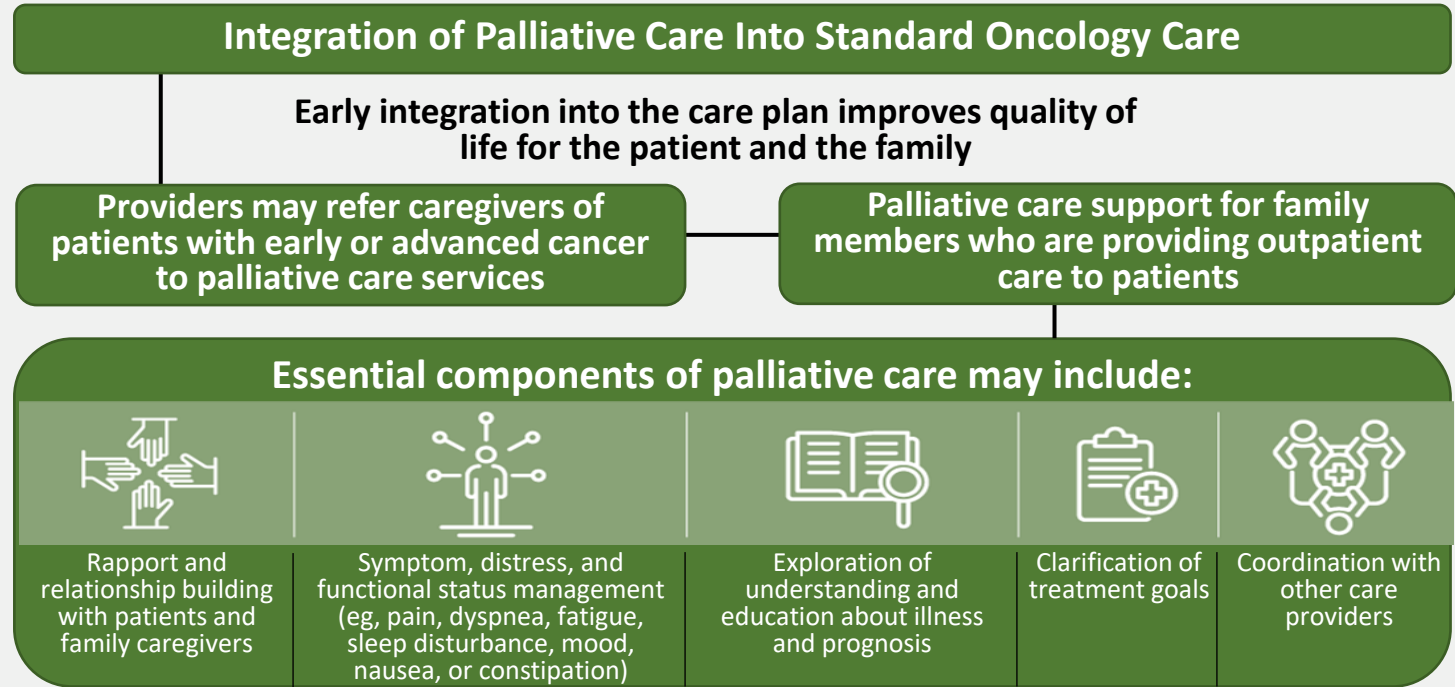 Integration of Palliative Care Into Standard Oncology Care
Early integration into the care plan improves quality of
life for the patient and the family
Providers may refer caregivers of
patients with early or advanced cancer
to palliative care services
Palliative care support for family
members who are providing outpatient
care to patients
Essential components of palliative care may include:
Rapport and
relationship building
with patients and
family caregivers
Symptom, distress, and
functional status management
(eg, pain, dyspnea, fatigue,
sleep disturbance, mood,
nausea, or constipation)
Exploration of
understanding and
education about illness
and prognosis
Clarification of
treatment goals
Coordination with
other care
providers